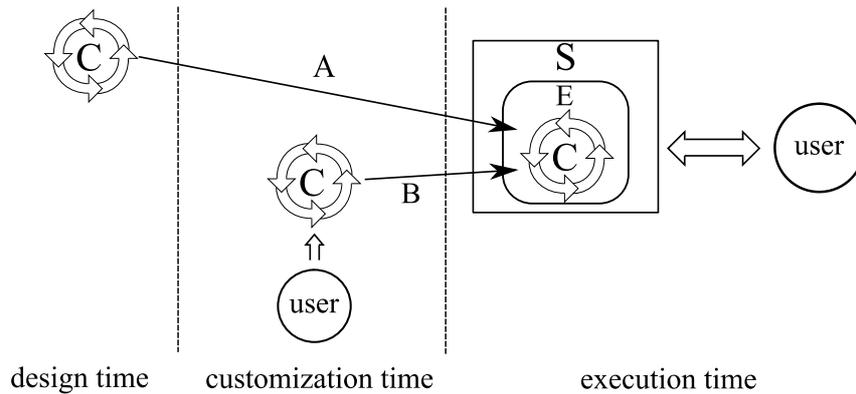 C
A
S
E
C
user
C
B
user
design time
customization time
execution time